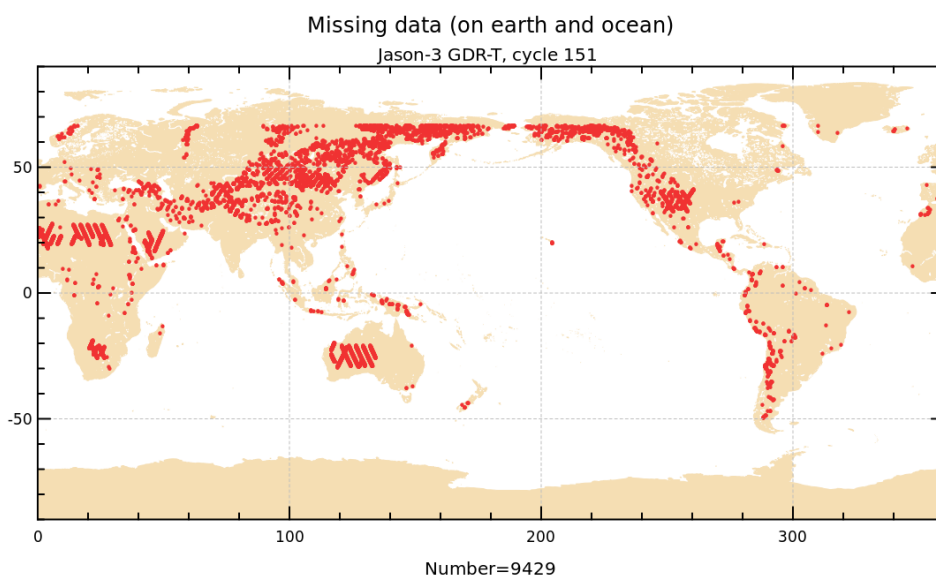 Missing data (on earth and ocean)
Jason-3 GDR-T, cycle 151
50
0
-50
0 100 200 300
Number=9429